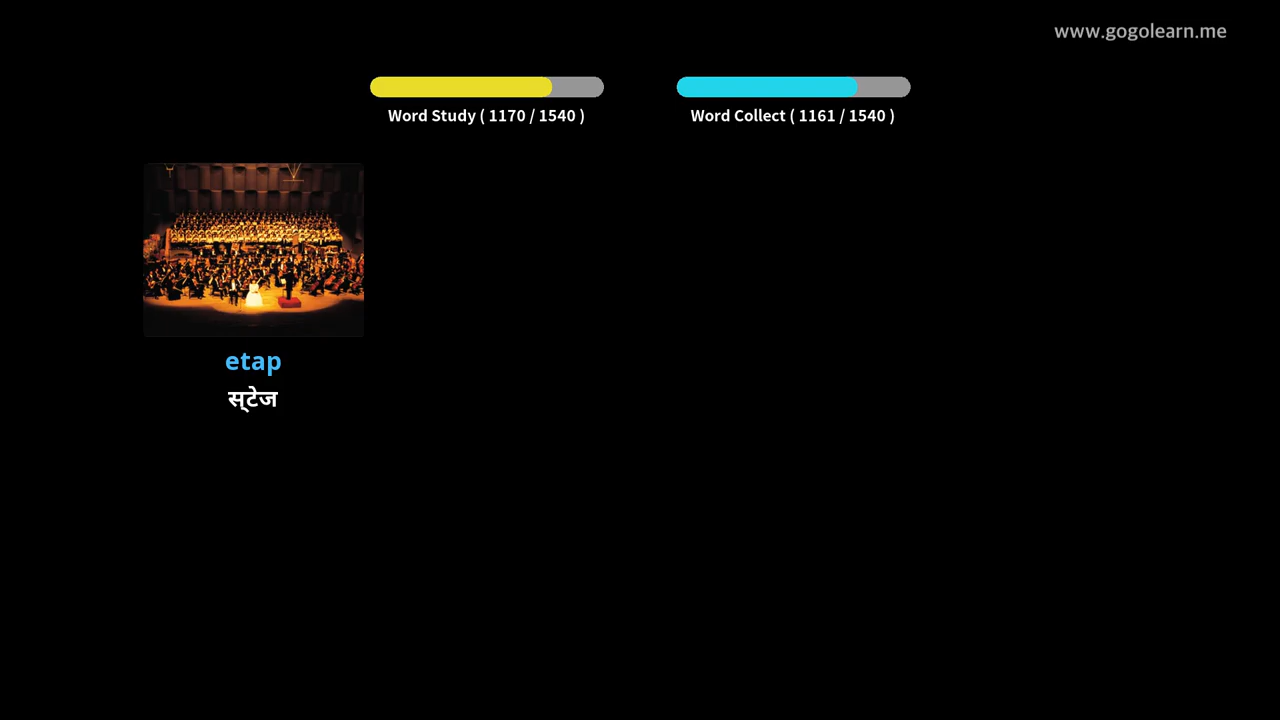 www.gogolearn.me
Word Study ( 1170 / 1540 )
Word Collect ( 1161 / 1540 )
etap
स्टेज